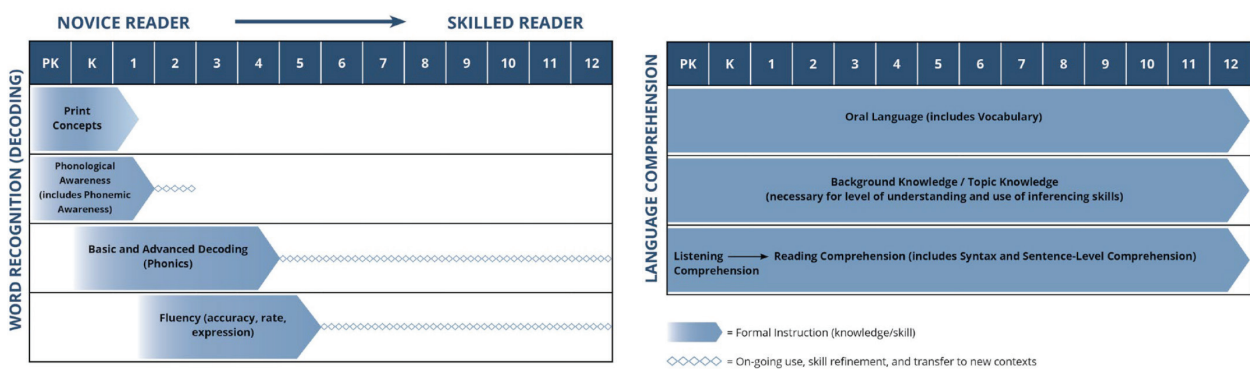 NOVICE READER
SKILLED READER
WORD RECOGNITION (DECODING)
PK K 1 2 3 4 5 6 7 8 9 10 11 12
Print
Concepts
Phonological
Awareness
(includes Phonemic
Awareness)
Basic and Advanced Decoding
(Phonics)
Fluency (accuracy, rate,
expression)
LANGUAGE COMPREHENSION
PK K 1 2 3 4 5 6 7 8 9 10 11 12
Oral Language (includes Vocabulary)
Background Knowledge / Topic Knowledge
(necessary for level of understanding and use of inferencing skills)
Listening Reading Comprehension (includes Syntax and Sentence-Level Comprehension)
Comprehension
= Formal Instruction (knowledge/skill)
= On-going use, skill refinement, and transfer to new contexts